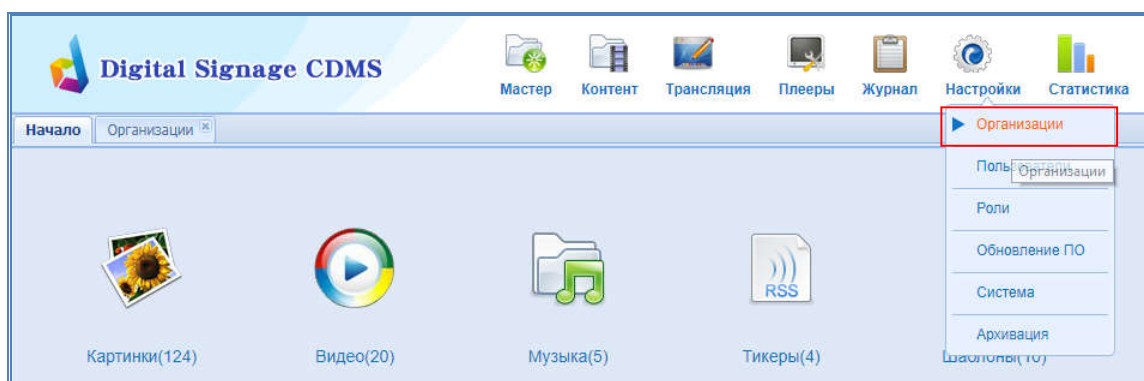 Digital Signage CDMS
Мастер Контент Трансляция Плееры Журнал Настройки Статистика
Начало Организации
Организации
Организации
Роли
Обновление ПО
Система
Архивация
RSS
Картинки(124) Видео(20) Музыка(5) Тикеры(4)